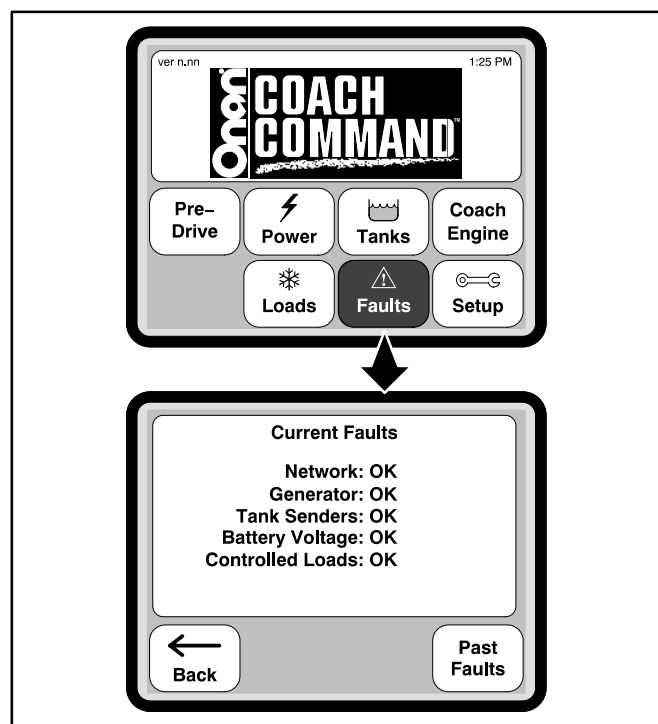 ver n.nn 1:25 PM
Onan
COACH
COMMAND™
Pre-
Drive
Power
Tanks
Coach
Engine
Loads
Faults
Setup
Current Faults
Network: OK
Generator: OK
Tank Senders: OK
Battery Voltage: OK
Controlled Loads: OK
Back
Past
Faults